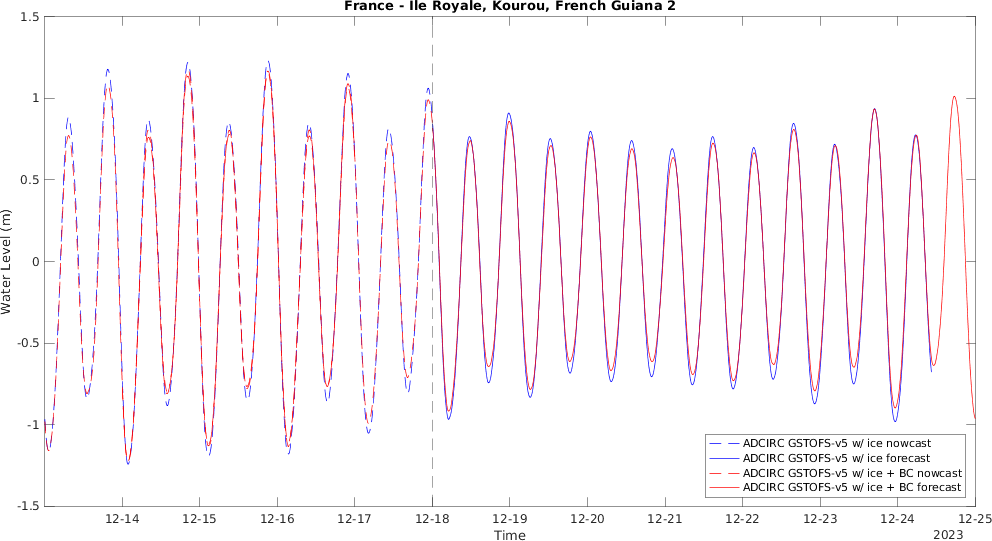 France - Ile Royale, Kourou, French Guiana 2
1.5
1
0.5
0
-0.5
-1
-1.5
Water Level (m)
12-14 12-15 12-16 12-17 12-18 12-19 12-20 12-21 12-22 12-23 12-24 12-25
Time
2023
ADCIRC GSTOFS-v5 w/ ice nowcast
ADCIRC GSTOFS-v5 w/ ice forecast
ADCIRC GSTOFS-v5 w/ ice + BC nowcast
ADCIRC GSTOFS-v5 w/ ice + BC forecast